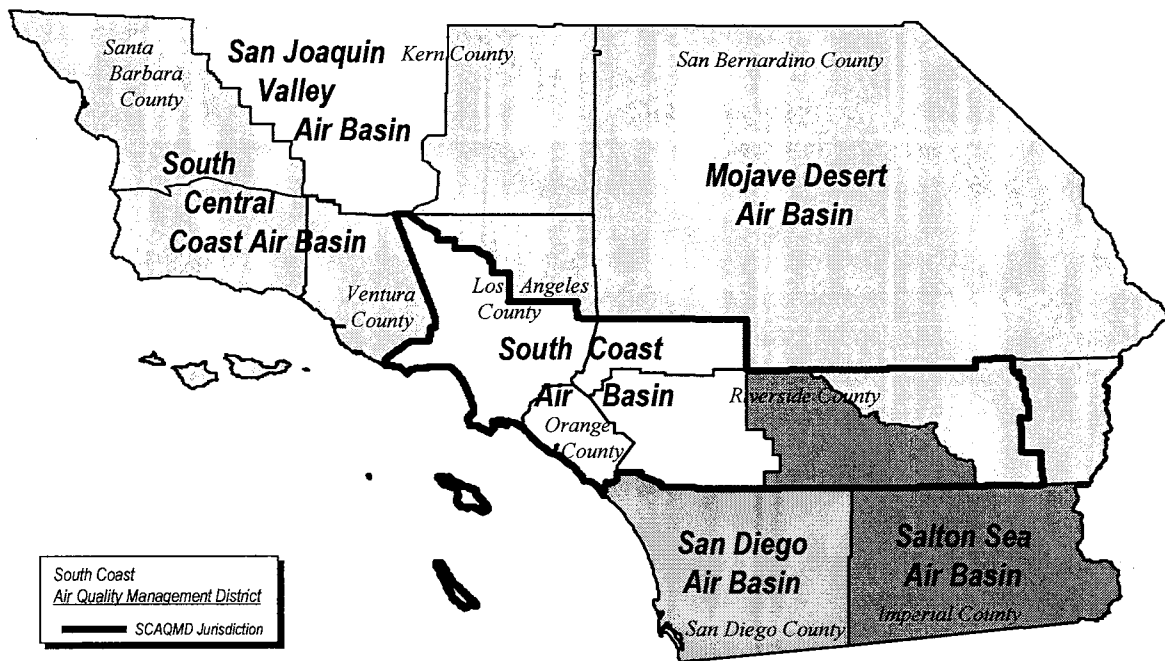 Santa
Barbara
County
San Joaquin
Valley
Air Basin
Kern County
San Bernardino County
South
Central
Coast Air Basin
Mojave Desert
Air Basin
Ventura
County
Los Angeles
County
South Coast
Air Basin
Orange
County
Riverside County
San Diego
Air Basin
San Diego County
Salton Sea
Air Basin
Imperial County
South Coast
Air Quality Management District
SCAQMD Jurisdiction